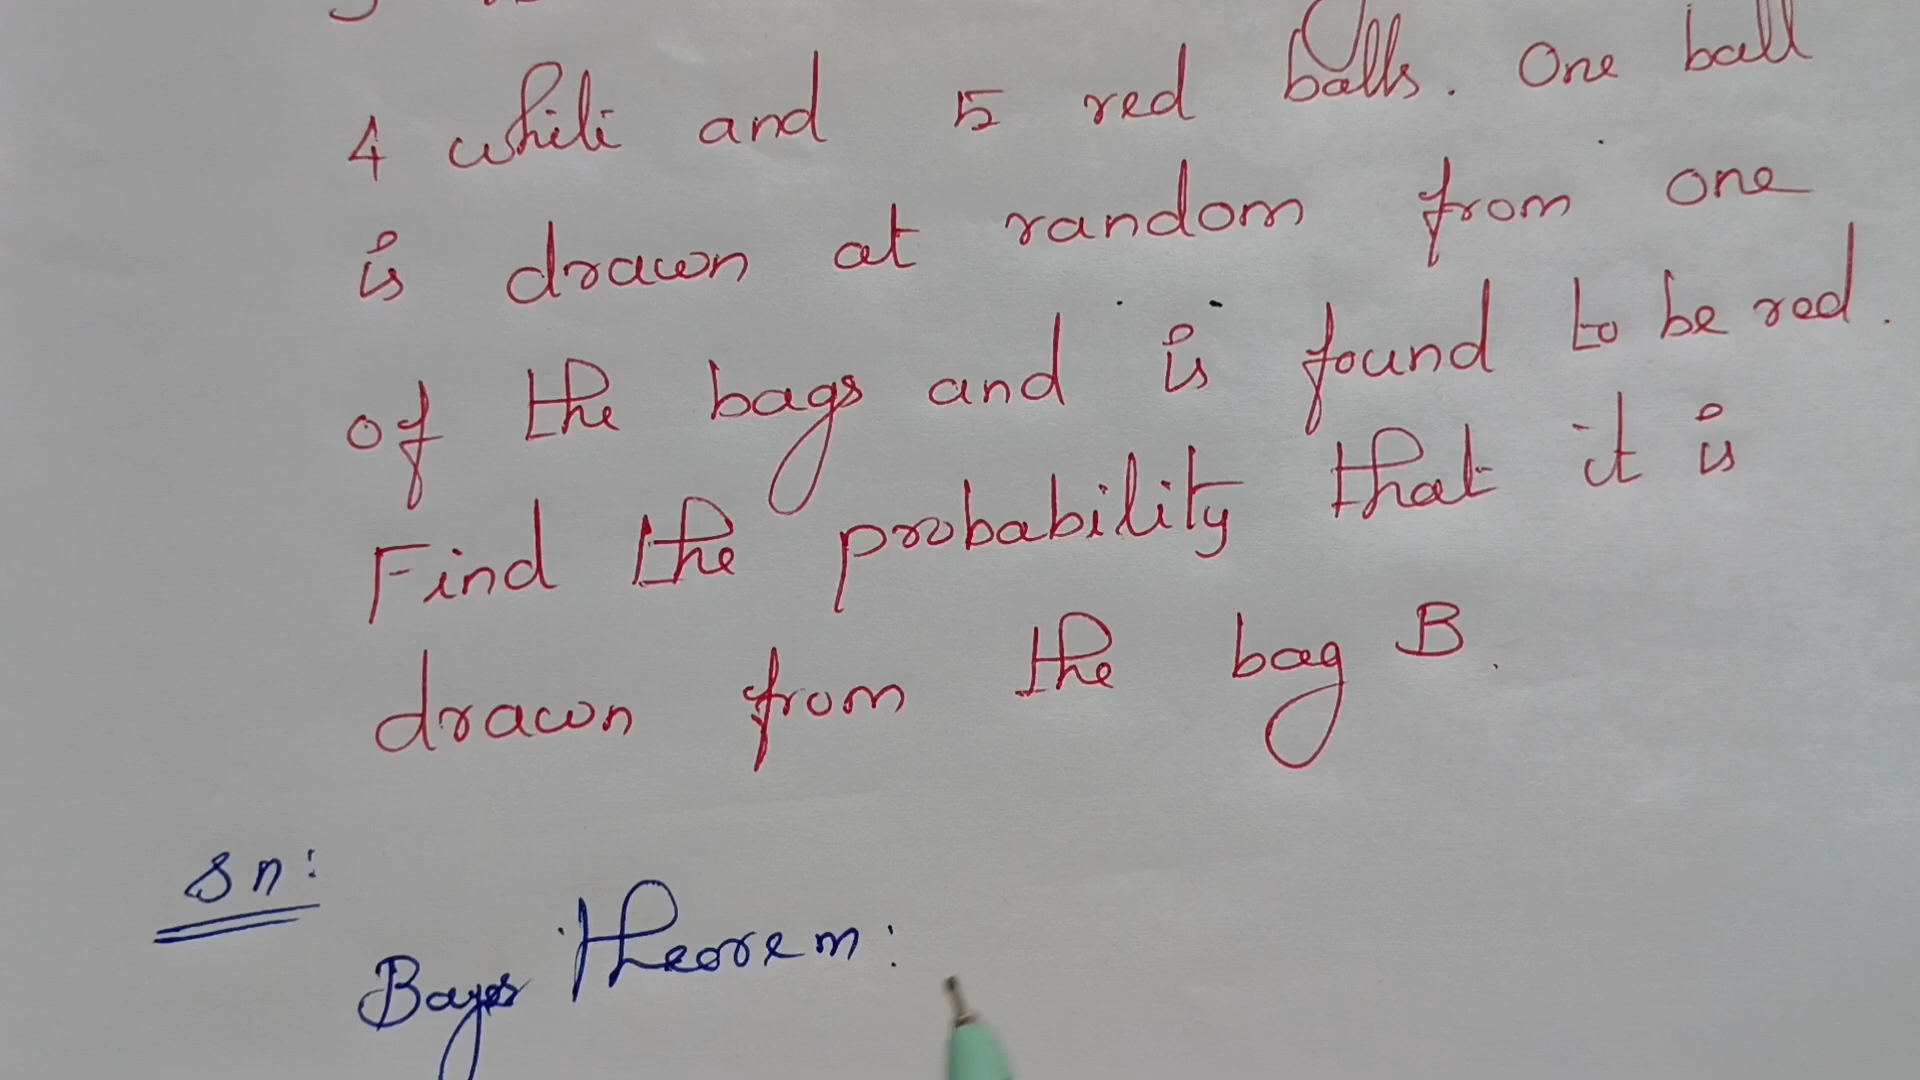 4 white and 5 red balls. One ball
is drawn at random from one
of the bags and is found to be red.
Find the probability that it is
drawn from the bag B.
Sn:
Bayes Theorem: